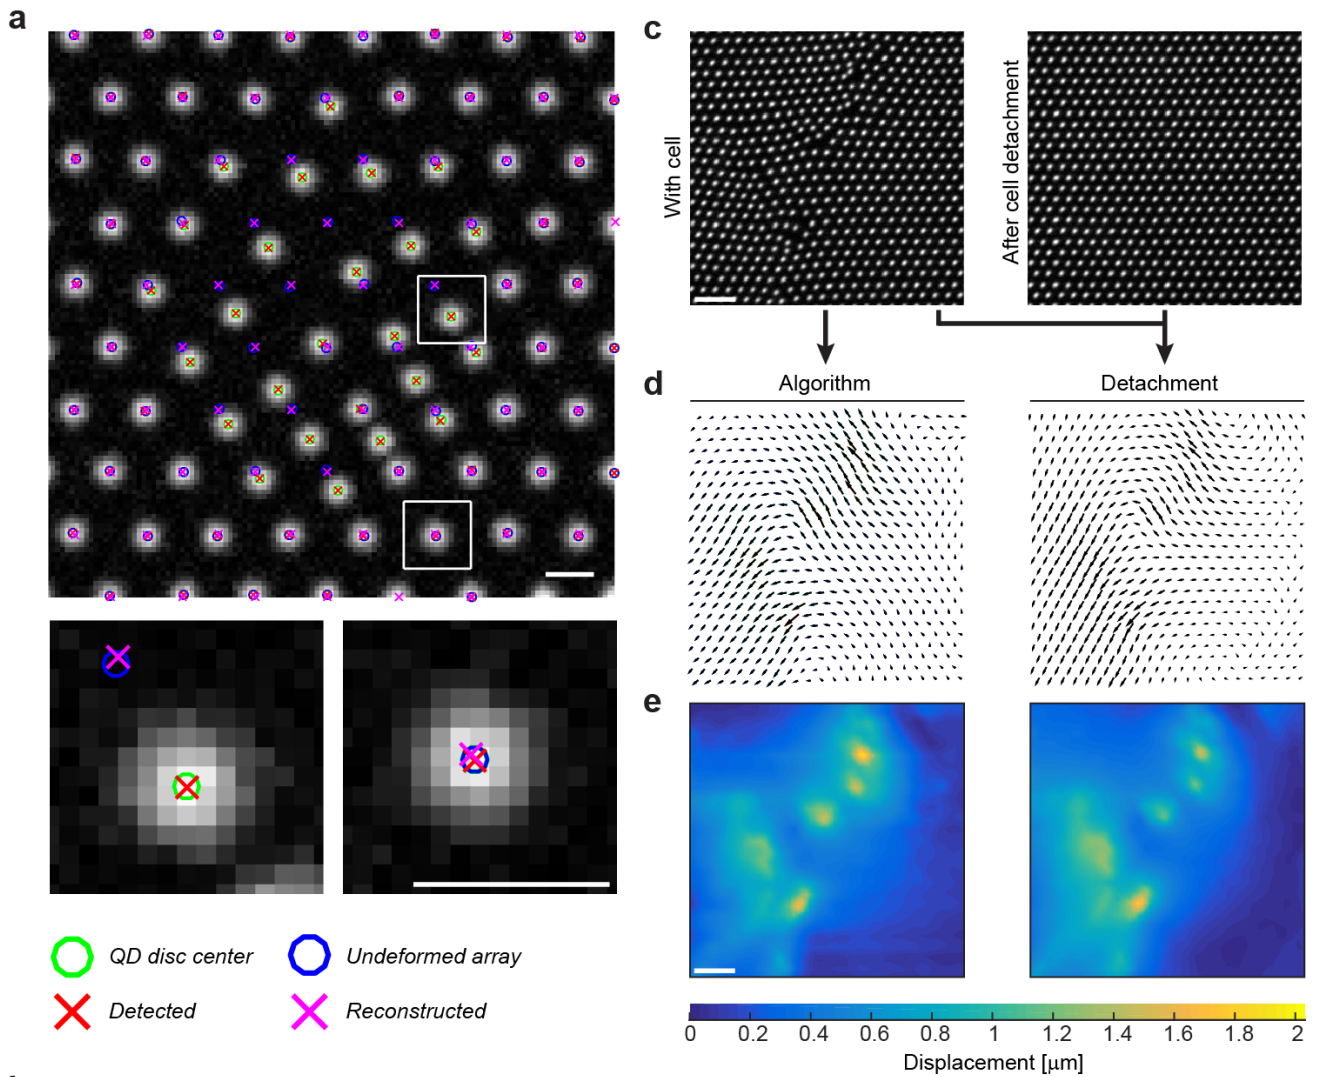 a
QD disc center
Undeformed array
Detected
Reconstructed
c
With cell
After cell detachment
d
Algorithm
Detachment
e
0 0.2 0.4 0.6 0.8 1 1.2 1.4 1.6 1.8 2
Displacement [μm]